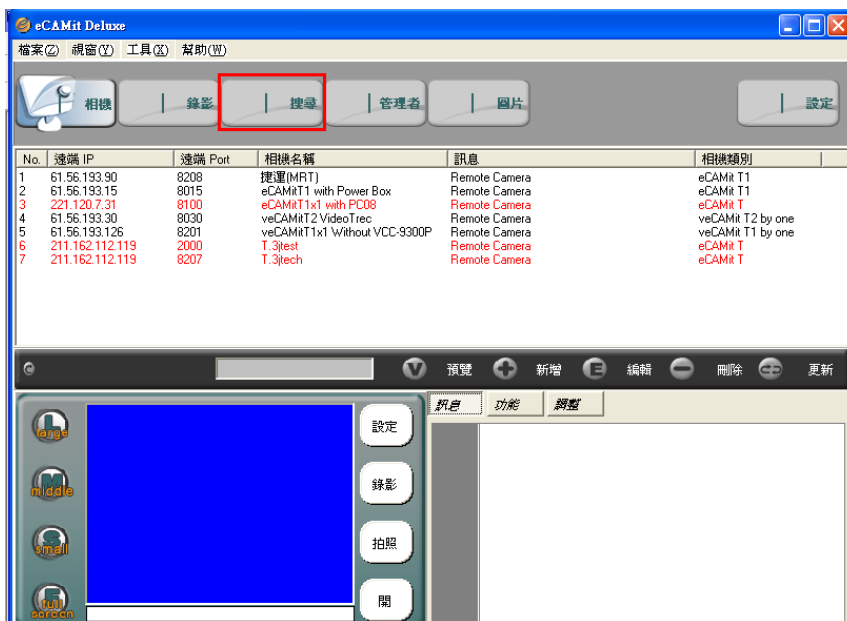 eCAMit Deluxe
檔案(Z) 視窗(Y) 工具(X) 幫助(W)
相機 錄影 搜尋 管理者 圖片 設定
No. 遠端 IP 遠端 Port 相機名稱 訊息 相機類別
1 61.56.193.90 8208 捷運(MRT) Remote Camera eCAMit T1
2 61.56.193.15 8015 eCAMitT1 with Power Box Remote Camera eCAMit T1
3 221.120.7.31 8100 eCAMitT1x1 with PC08 Remote Camera eCAMit T
4 61.56.193.30 8030 veCAMitT2 VideoTrec Remote Camera veCAMit T2 by one
5 61.56.193.126 8201 veCAMitT1x1 Without VCC-9300P Remote Camera veCAMit T1 by one
6 211.162.112.119 2000 T.3jtest Remote Camera eCAMit T
7 211.162.112.119 8207 T.3jtech Remote Camera eCAMit T
V 預覽 新增 E 編輯 刪除 更新
訊息 功能 調整
L Large
設定
M middle
錄影
S small
拍照
F full screen
開